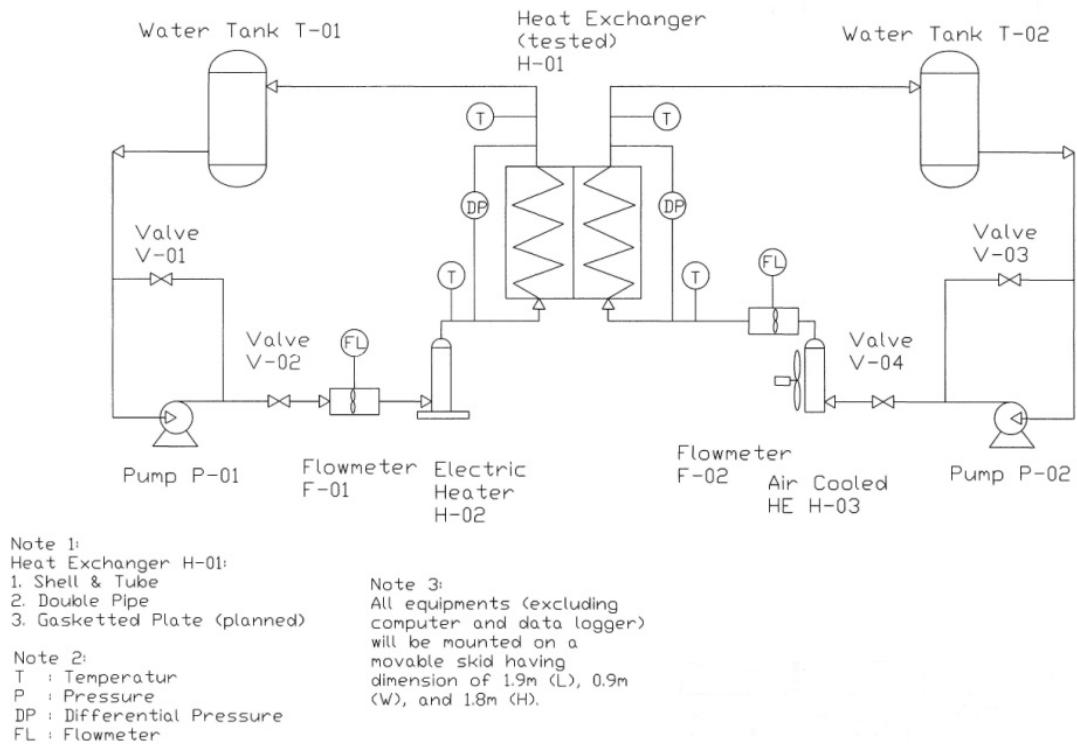 Water Tank T-01
Heat Exchanger
(tested)
H-01
Water Tank T-02
T
T
DP
DP
Valve
V-01
Valve
V-03
T
T
FL
Valve
V-02
FL
Valve
V-04
Pump P-01
Flowmeter
F-01
Electric
Heater
H-02
Flowmeter
F-02
Air Cooled
HE H-03
Pump P-02
Note 1:
Heat Exchanger H-01:
1. Shell & Tube
2. Double Pipe
3. Gasketted Plate (planned)
Note 2:
T : Temperatur
P : Pressure
DP : Differential Pressure
FL : Flowmeter
Note 3:
All equipments (excluding
computer and data logger)
will be mounted on a
movable skid having
dimension of 1.9m (L), 0.9m
(W), and 1.8m (H).